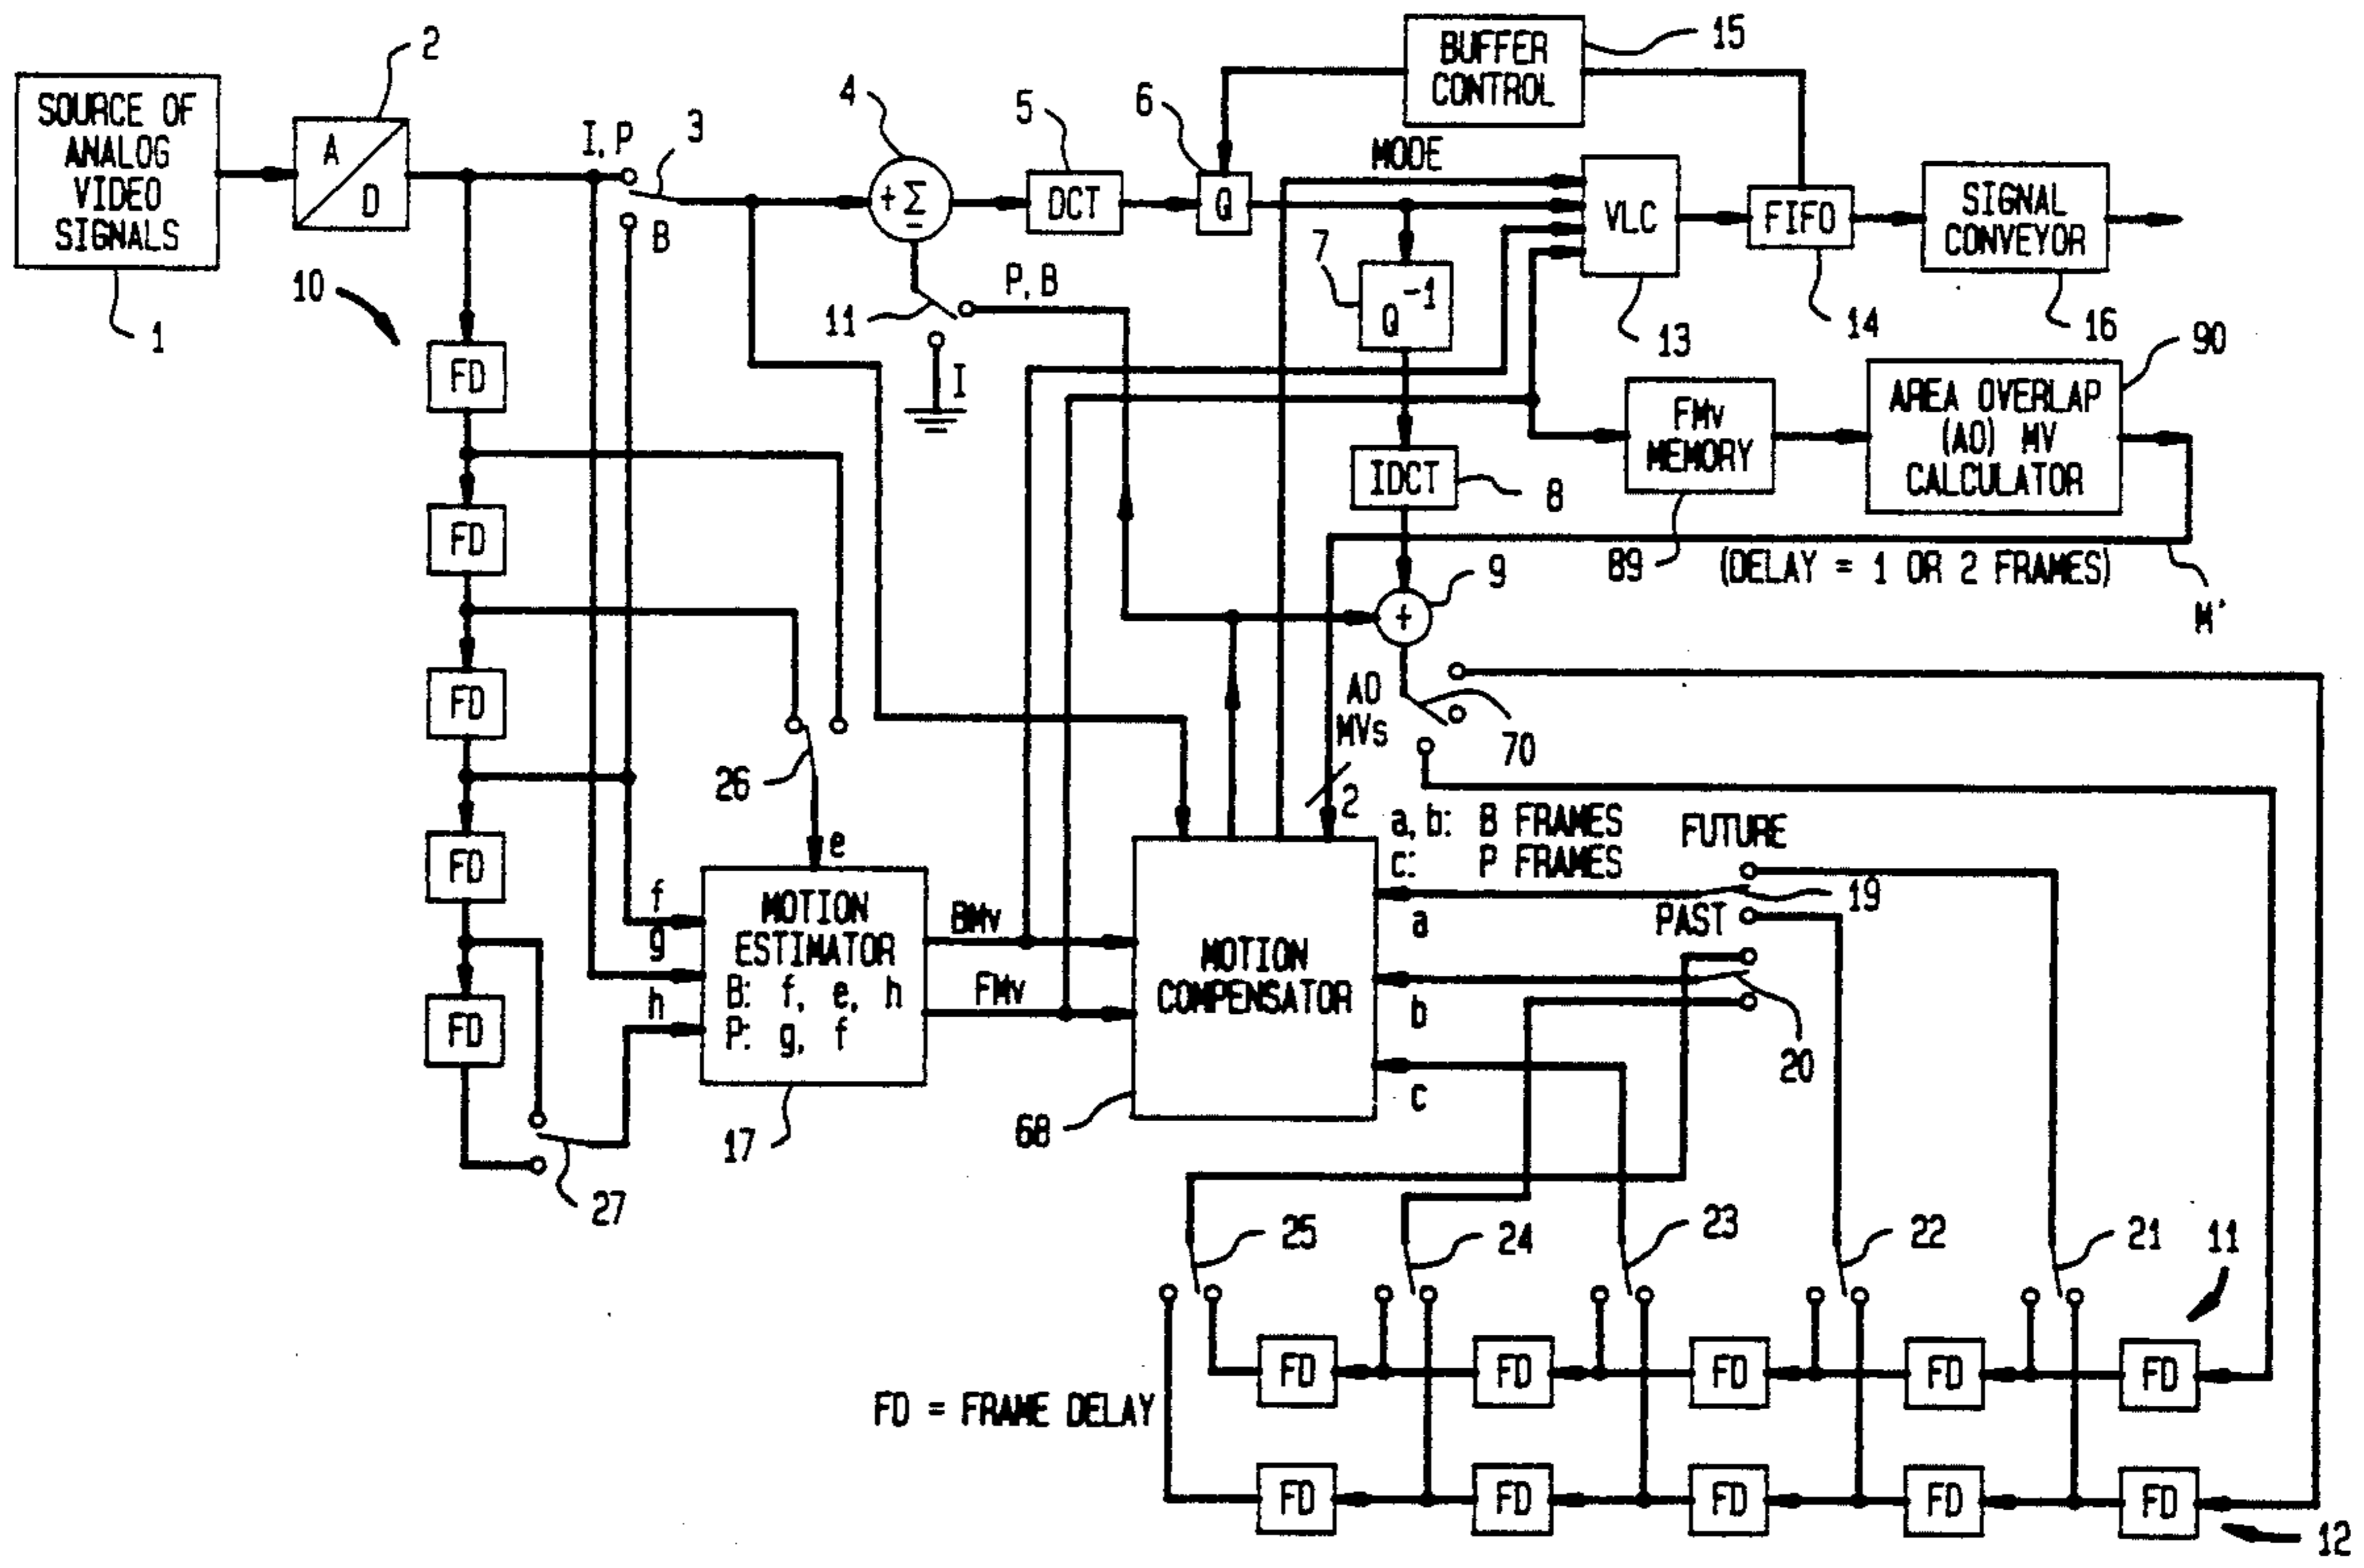 SOURCE OF
ANALOG
VIDEO
SIGNALS
1
2
A
D
I, P
3
B
10
4
+ Σ
−
5
DCT
6
Q
BUFFER
CONTROL
15
MODE
VLC
13
FIFO
14
SIGNAL
CONVEYOR
16
P, B
11
I
7
Q⁻¹
IDCT
8
FMv
MEMORY
89
AREA OVERLAP
(AO) MV
CALCULATOR
90
(DELAY = 1 OR 2 FRAMES)
M'
+
9
70
AO
MVs
2
FD
FD
FD
FD
FD
26
e
f
g
h
MOTION
ESTIMATOR
B: f, e, h
P: g, f
17
27
BMv
FMv
MOTION
COMPENSATOR
68
a, b: B FRAMES
c: P FRAMES
FUTURE
19
PAST
a
b
20
c
25
24
23
22
21
11
FD
FD
FD
FD
FD
FD = FRAME DELAY
FD
FD
FD
FD
FD
12